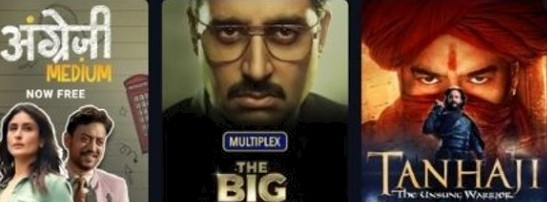 अंग्रेज़ी
MEDIUM
NOW FREE
MULTIPLEX
THE
BIG
TANHAJI
THE UNSUNG WARRIOR